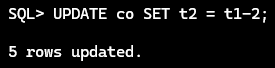 SQL> UPDATE co SET t2 = t1-2;
5 rows updated.